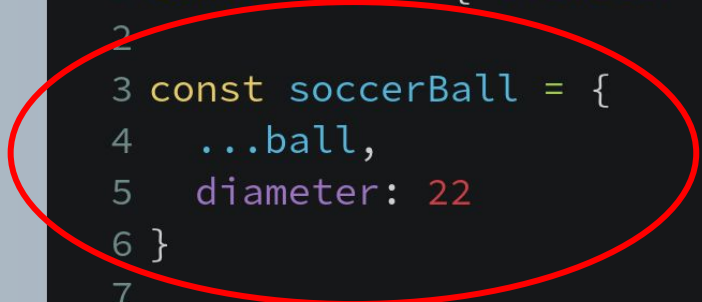 {
2
3 const soccerBall = {
4 ...ball,
5 diameter: 22
6 }
7